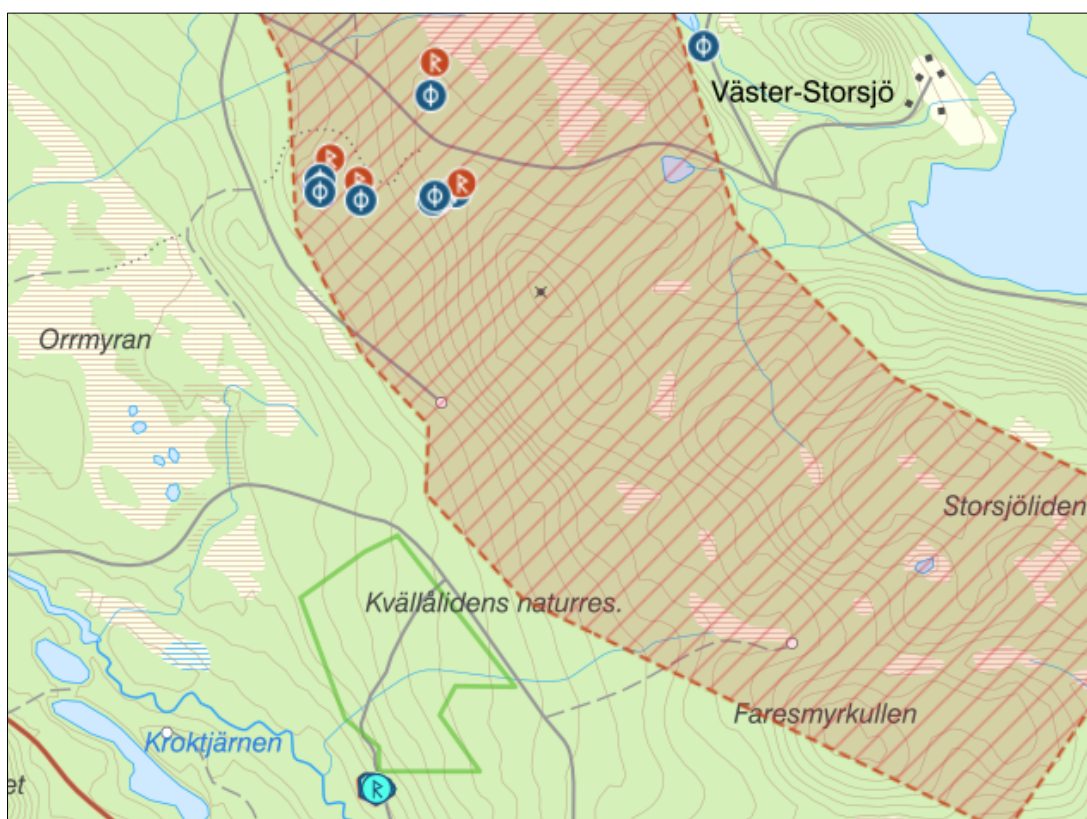 Väster-Storsjö
Orrmyran
Storsjöliden
Kvällålidens naturres.
Faresmyrkullen
Kroktjärnen
et